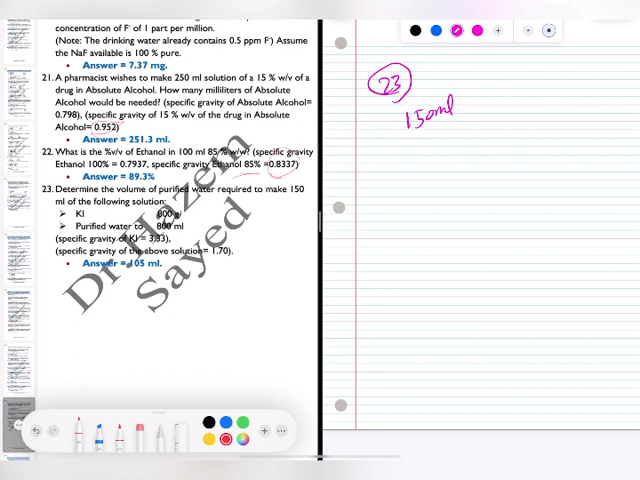 concentration of F- of 1 part per million.
(Note: The drinking water already contains 0.5 ppm F-) Assume
the NaF available is 100 % pure.
• Answer = 7.37 mg.
21. A pharmacist wishes to make 250 ml solution of a 15 % w/v of a
drug in Absolute Alcohol. How many milliliters of Absolute
Alcohol would be needed? (specific gravity of Absolute Alcohol=
0.798), (specific gravity of 15 % w/v of the drug in Absolute
Alcohol= 0.952)
• Answer = 251.3 ml.
22. What is the %v/v of Ethanol in 100 ml 85 % w/w? (specific gravity
Ethanol 100% = 0.7937, specific gravity Ethanol 85% =0.8337)
• Answer = 89.3%
23. Determine the volume of purified water required to make 150
ml of the following solution:
➢ KI 800 g
➢ Purified water to 800 ml
(specific gravity of KI = 3.33),
(specific gravity of the above solution= 1.70).
• Answer = 105 ml.
Dr. Hazem
Sayed
23
150ml